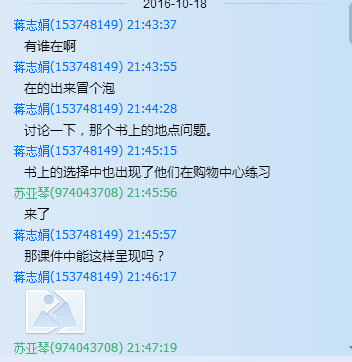 2016-10-18
蒋志娟(153748149) 21:43:37
有谁在啊
蒋志娟(153748149) 21:43:55
在的出来冒个泡
蒋志娟(153748149) 21:44:28
讨论一下，那个书上的地点问题。
蒋志娟(153748149) 21:45:15
书上的选择中也出现了他们在购物中心练习
苏亚琴(974043708) 21:45:56
来了
蒋志娟(153748149) 21:45:57
那课件中能这样呈现吗？
蒋志娟(153748149) 21:46:17
苏亚琴(974043708) 21:47:19